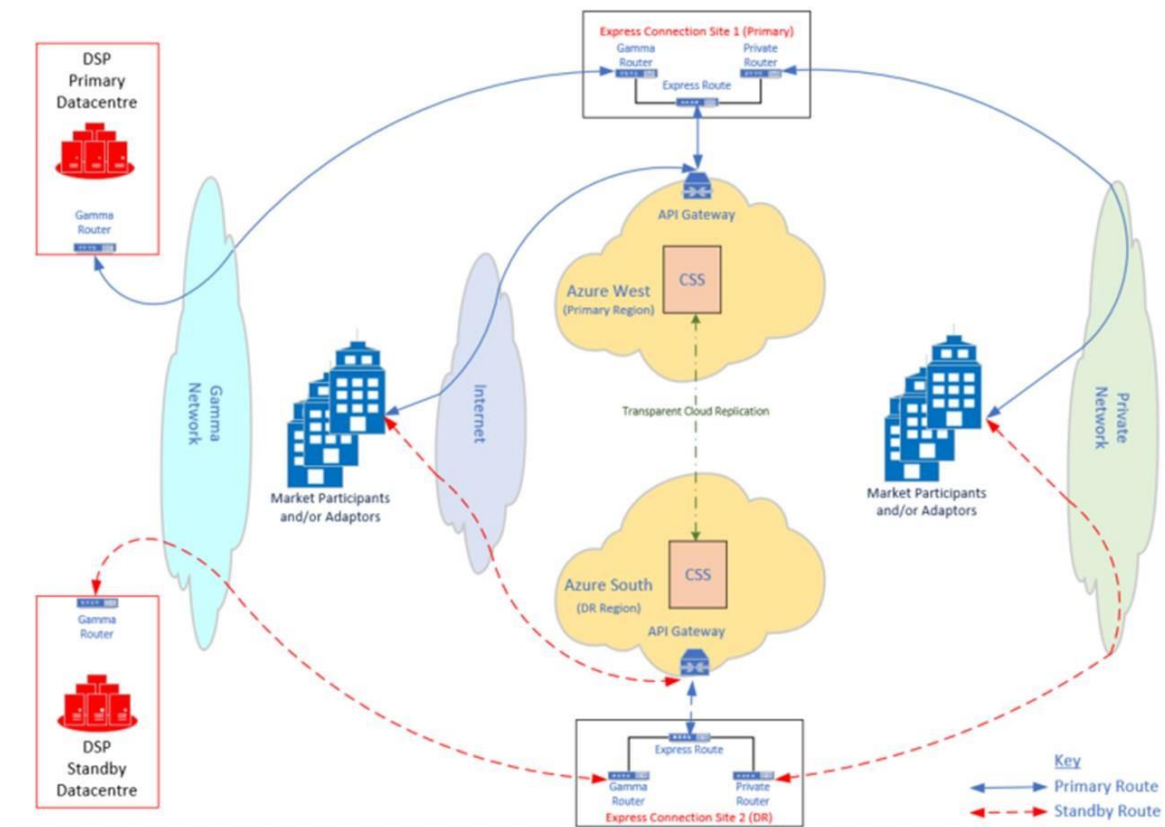 Express Connection Site 1 (Primary)
Gamma
Router
Private
Router
Express Route
DSP
Primary
Datacentre
Gamma
Router
API Gateway
CSS
Azure West
(Primary Region)
Gamma
Network
Internet
Private
Network
Transparent Cloud Replication
Market Participants
and/or Adaptors
Market Participants
and/or Adaptors
CSS
Azure South
(DR Region)
API Gateway
Gamma
Router
DSP
Standby
Datacentre
Express Route
Gamma
Router
Private
Router
Express Connection Site 2 (DR)
Key
Primary Route
Standby Route